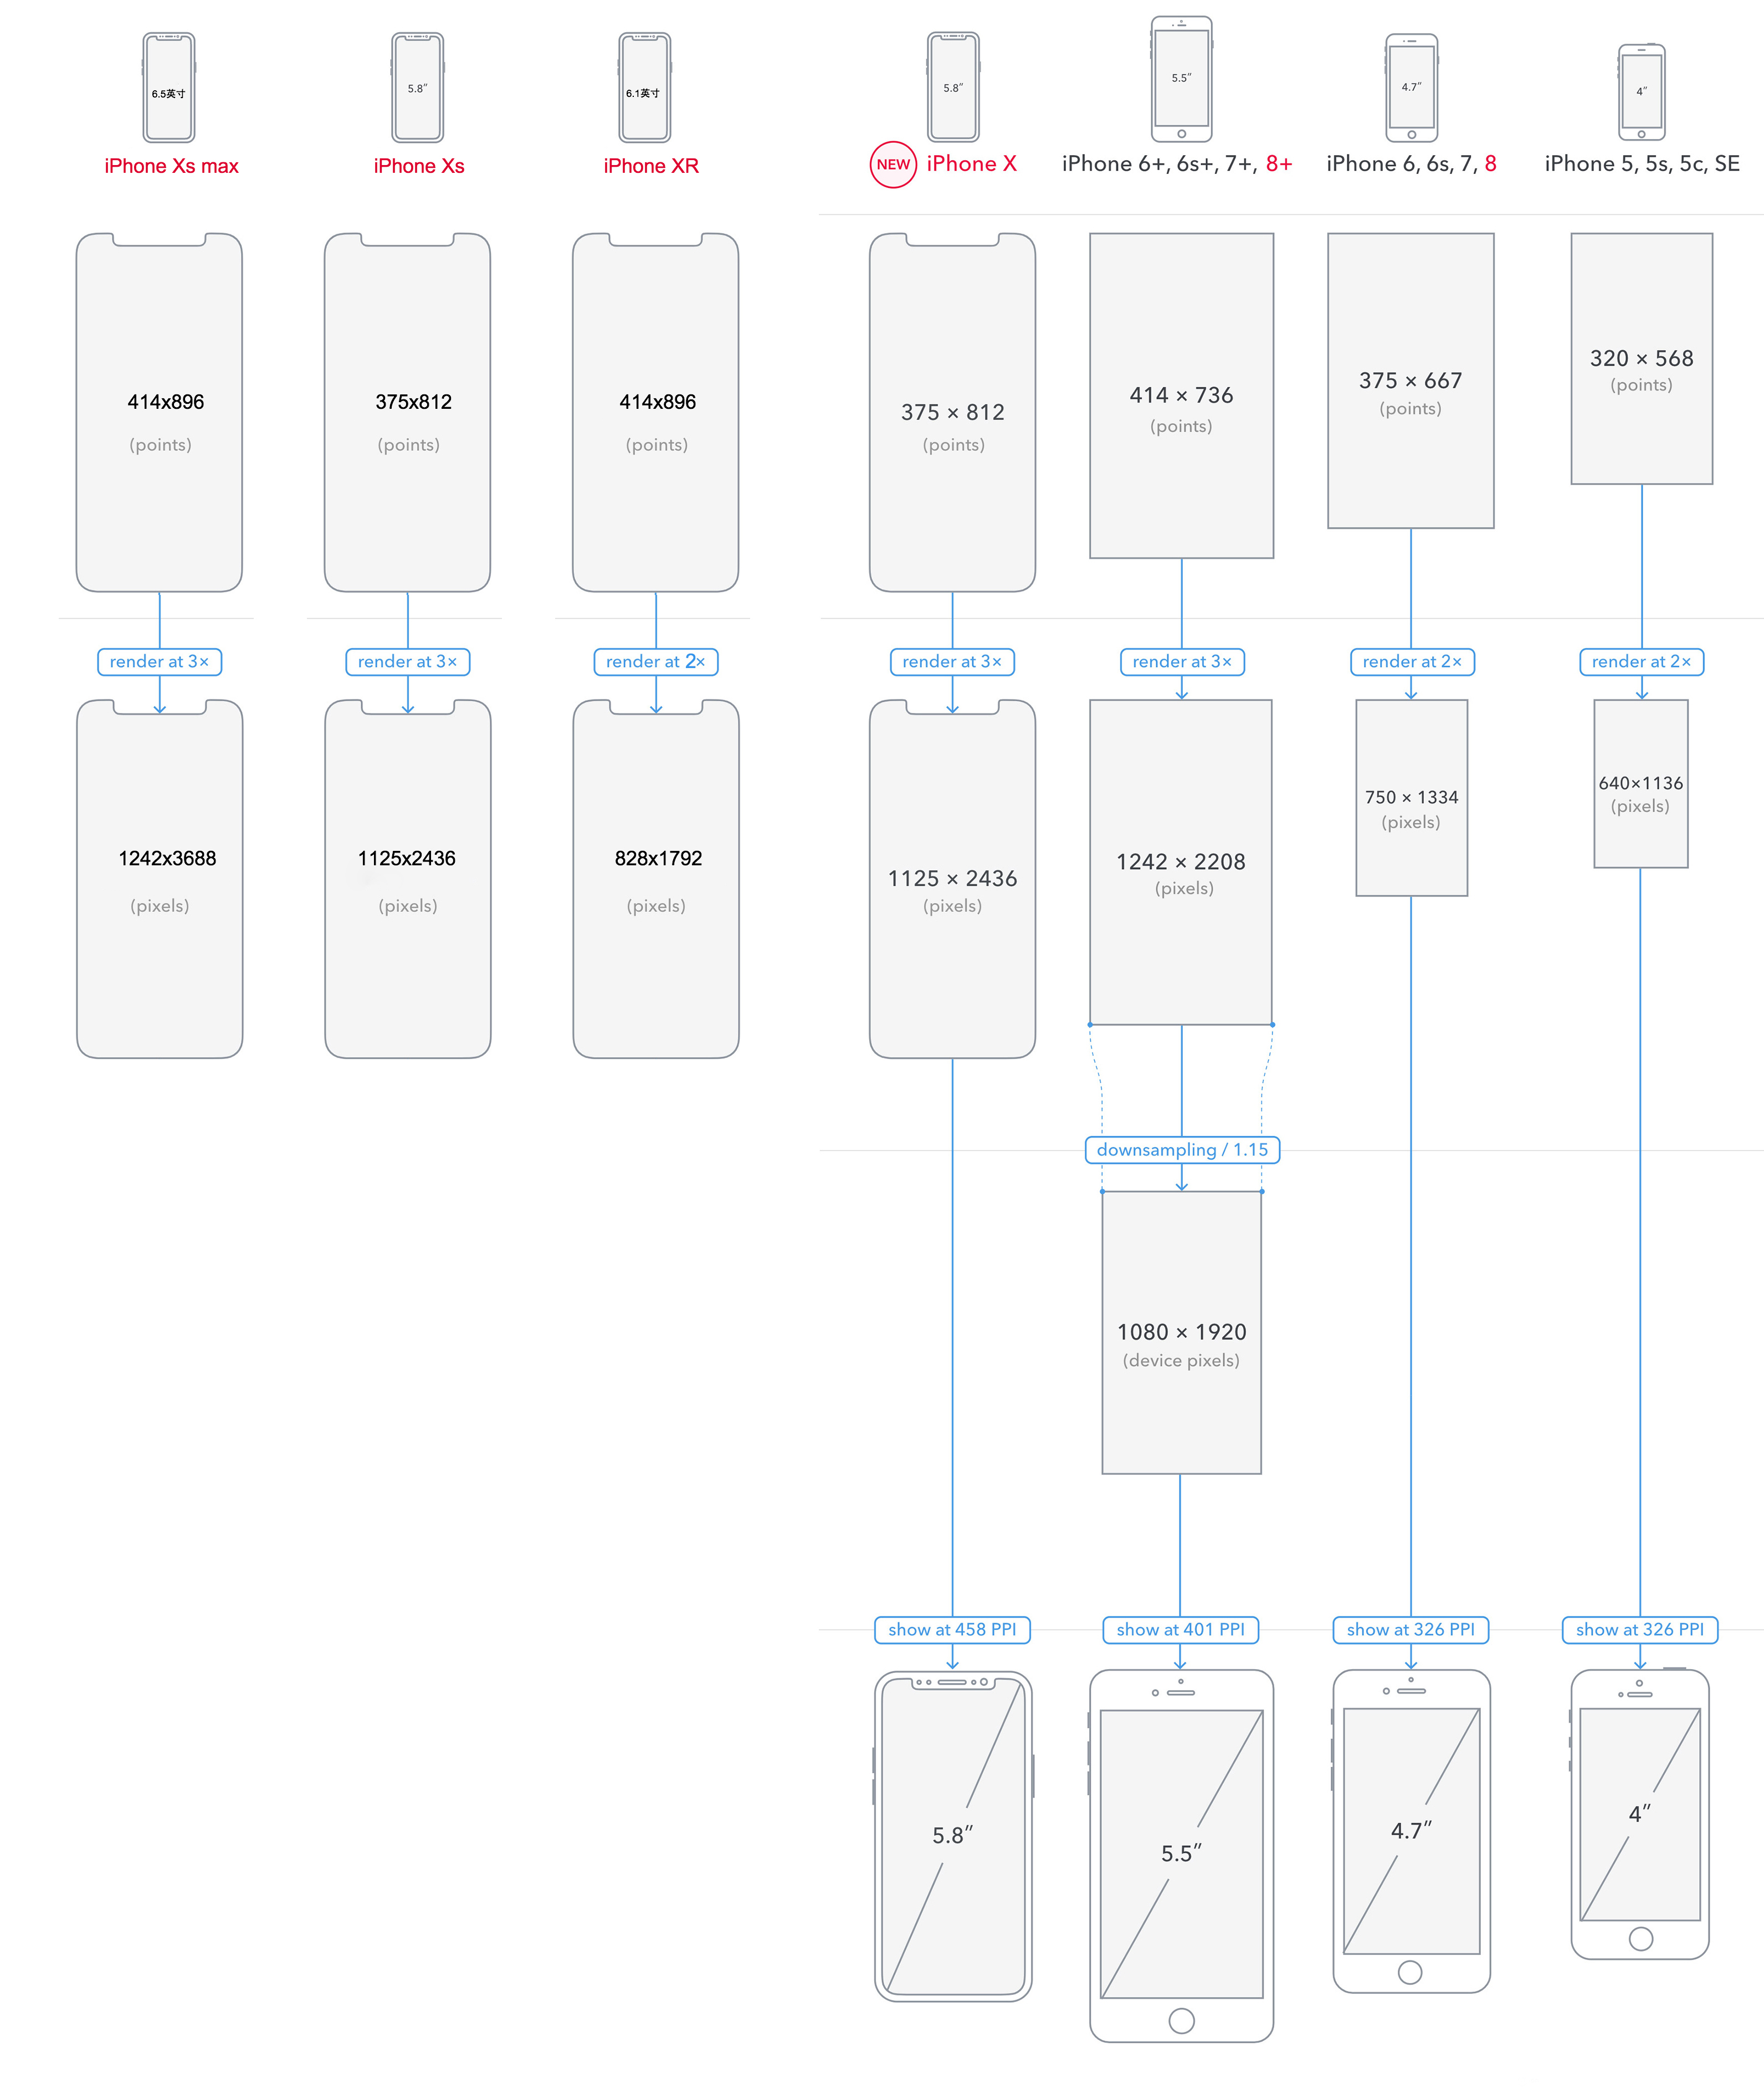 6.5英寸
5.8″
6.1英寸
5.8″
5.5″
4.7″
4″
iPhone Xs max
iPhone Xs
iPhone XR
NEW
iPhone X
iPhone 6+, 6s+, 7+, 8+
iPhone 6, 6s, 7, 8
iPhone 5, 5s, 5c, SE
414x896
(points)
375x812
(points)
414x896
(points)
375 × 812
(points)
414 × 736
(points)
375 × 667
(points)
320 × 568
(points)
render at 3×
render at 3×
render at 2×
render at 3×
render at 3×
render at 2×
render at 2×
1242x3688
(pixels)
1125x2436
(pixels)
828x1792
(pixels)
1125 × 2436
(pixels)
1242 × 2208
(pixels)
750 × 1334
(pixels)
640×1136
(pixels)
downsampling / 1.15
1080 × 1920
(device pixels)
show at 458 PPI
show at 401 PPI
show at 326 PPI
show at 326 PPI
5.8″
5.5″
4.7″
4″